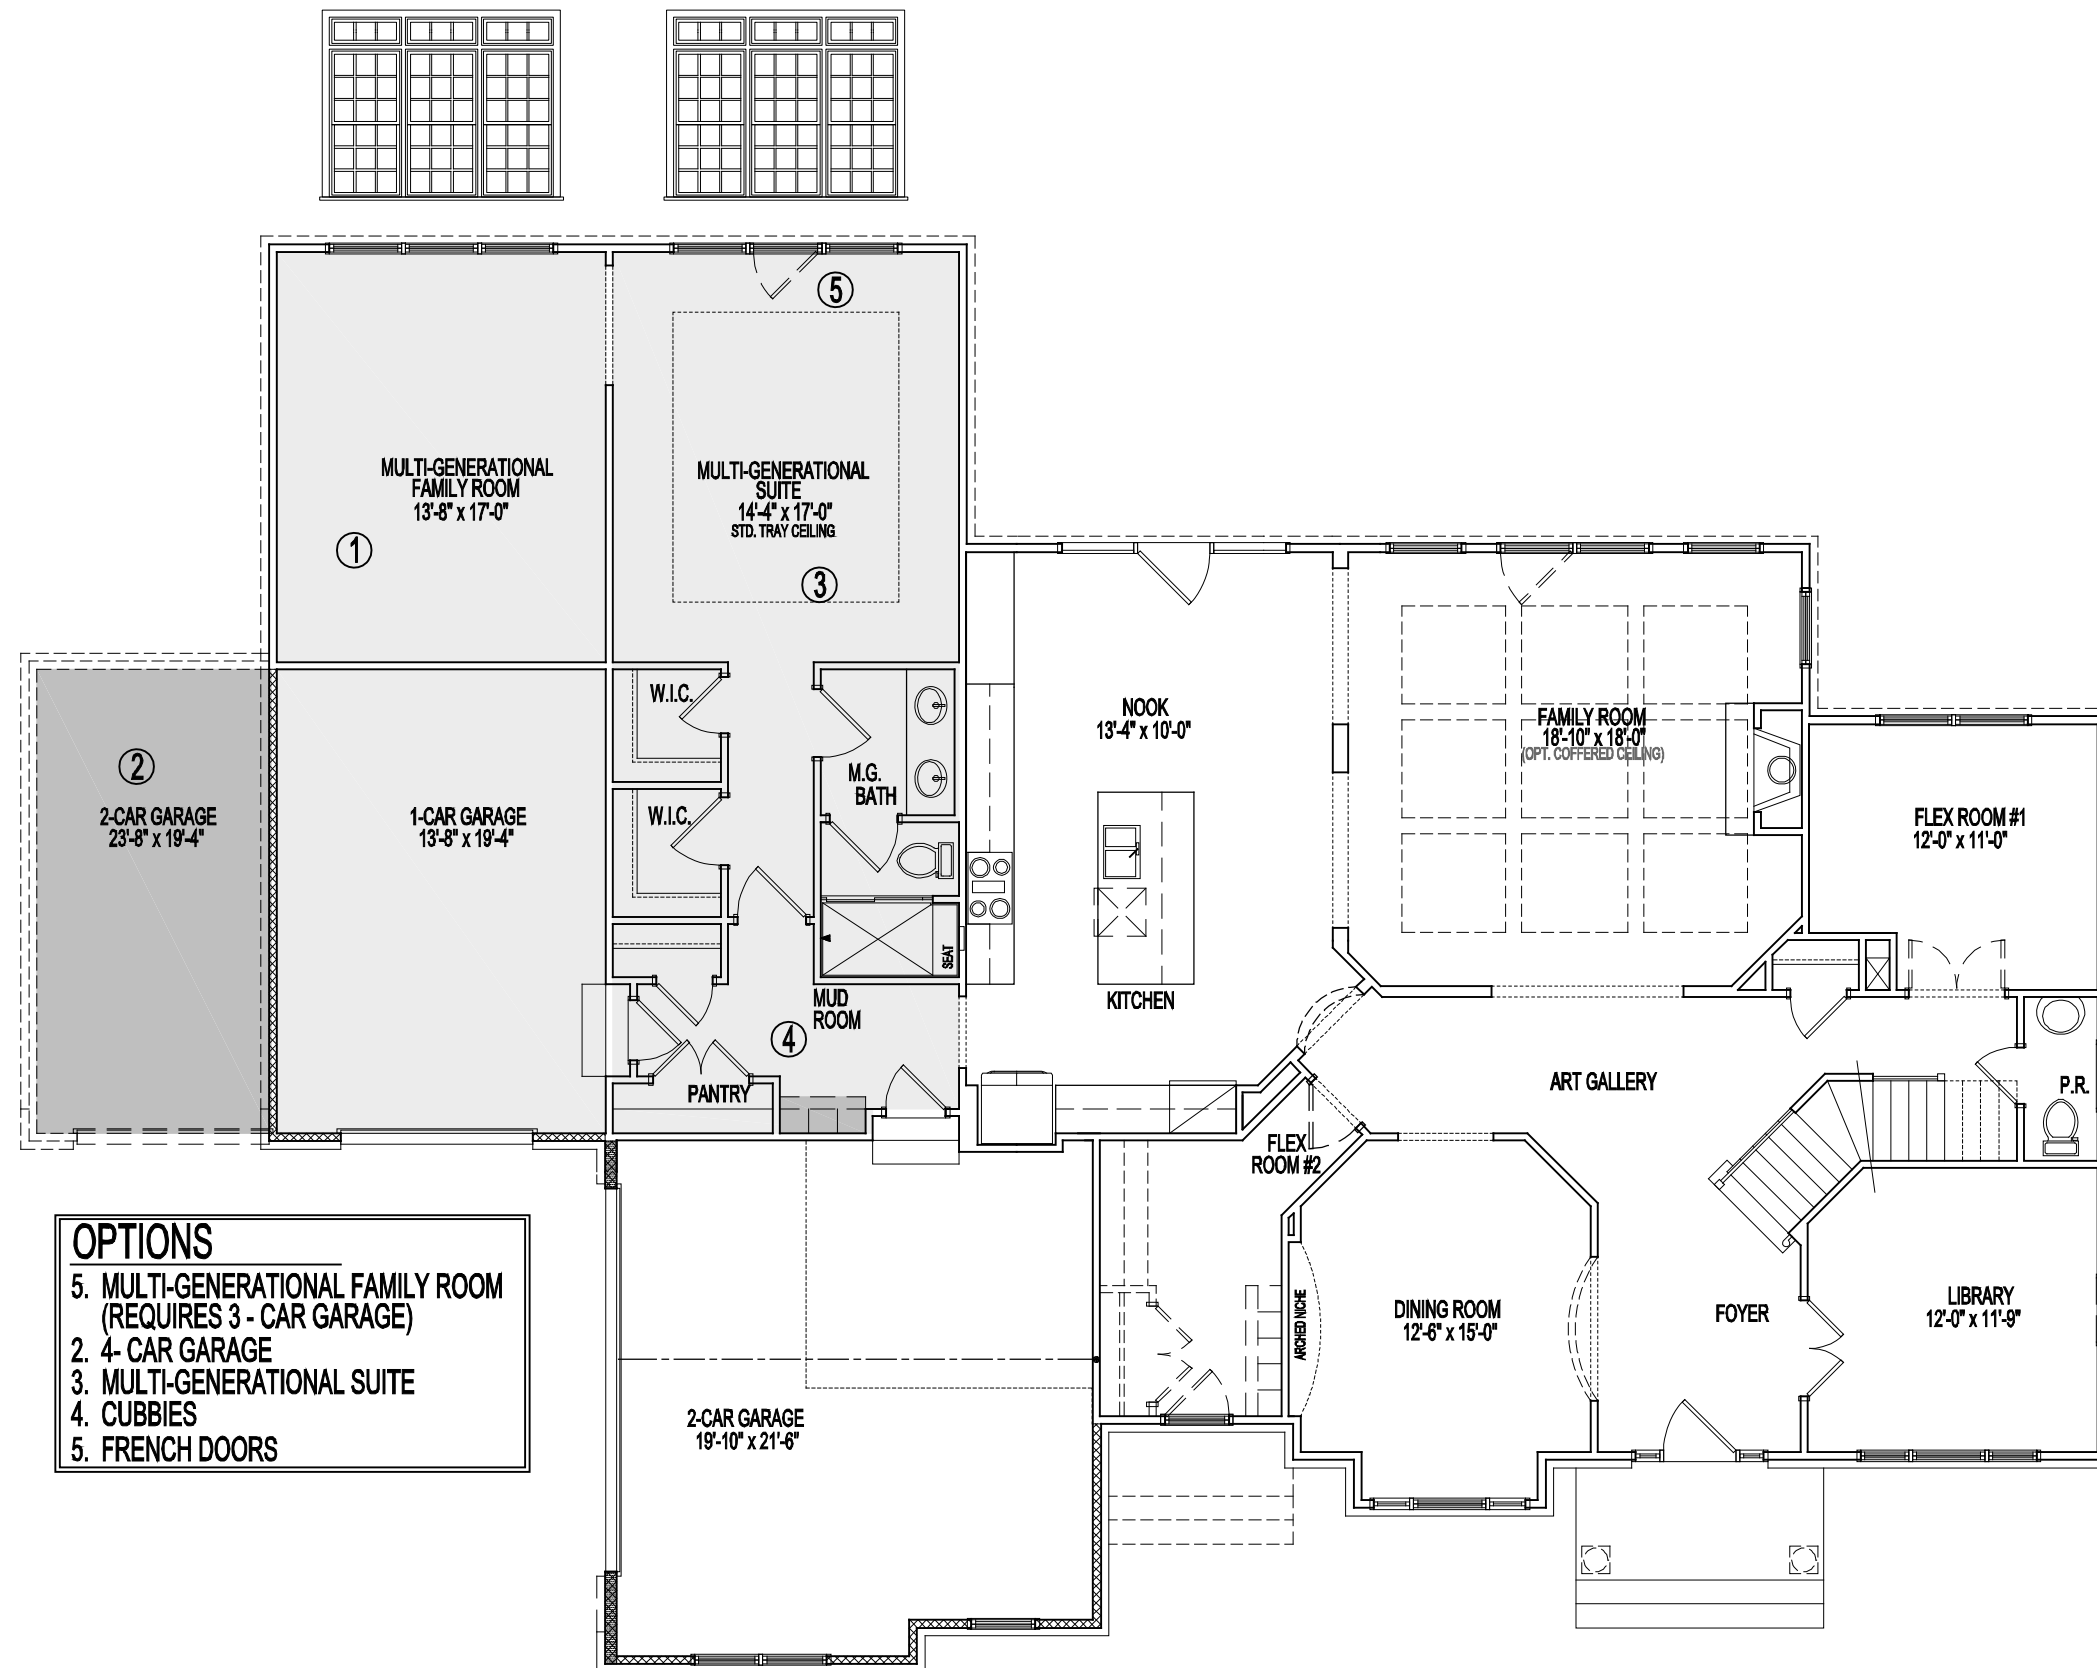 5
MULTI-GENERATIONAL
FAMILY ROOM
13'-8" x 17'-0"
MULTI-GENERATIONAL
SUITE
14'-4" x 17'-0"
STD. TRAY CEILING
1
3
W.I.C.
NOOK
13'-4" x 10'-0"
FAMILY ROOM
18'-10" x 18'-0"
(OPT. COFFERED CEILING)
2
2-CAR GARAGE
23'-8" x 19'-4"
1-CAR GARAGE
13'-8" x 19'-4"
W.I.C.
M.G.
BATH
FLEX ROOM #1
12'-0" x 11'-0"
SEAT
MUD
ROOM
4
KITCHEN
PANTRY
ART GALLERY
P.R.
FLEX
ROOM #2
ARCHED NICHE
DINING ROOM
12'-6" x 15'-0"
FOYER
LIBRARY
12'-0" x 11'-9"
2-CAR GARAGE
19'-10" x 21'-6"
OPTIONS
5. MULTI-GENERATIONAL FAMILY ROOM
(REQUIRES 3 - CAR GARAGE)
2. 4- CAR GARAGE
3. MULTI-GENERATIONAL SUITE
4. CUBBIES
5. FRENCH DOORS